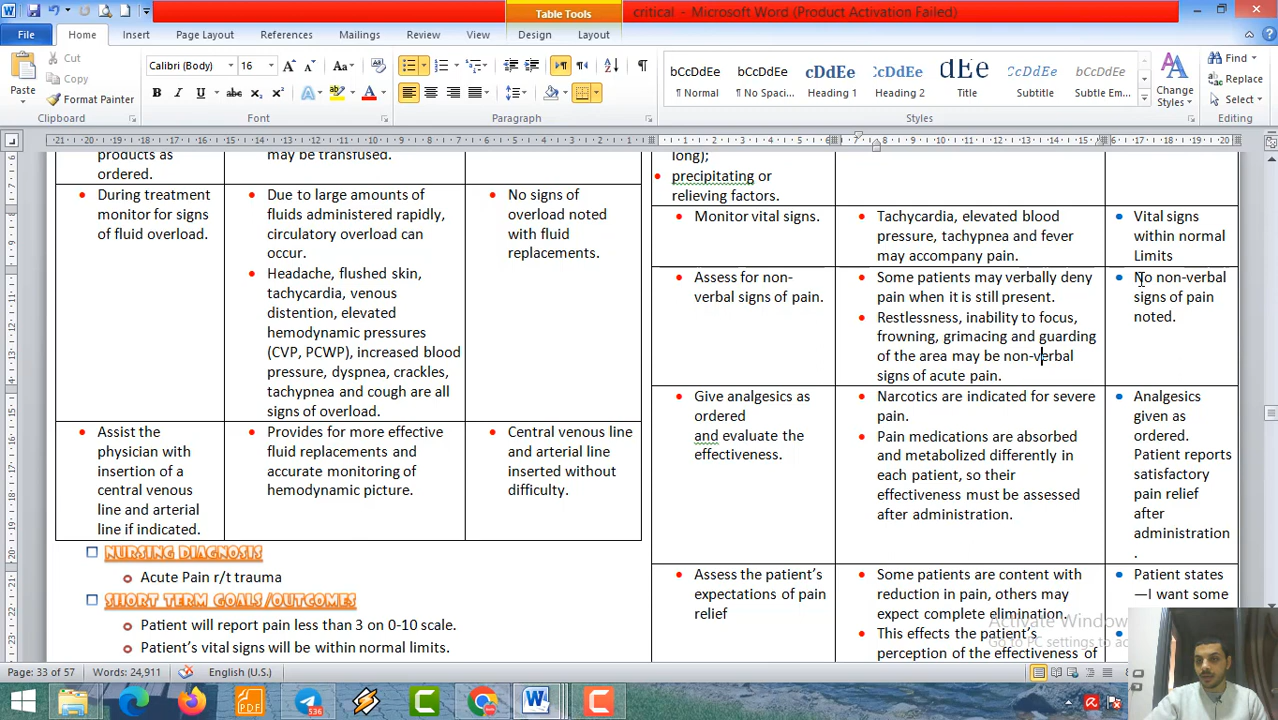 critical - Microsoft Word (Product Activation Failed)
Table Tools
File
Home
Insert
Page Layout
References
Mailings
Review
View
Design
Layout
Paste
Cut
Copy
Format Painter
Clipboard
Calibri (Body)
16
Font
Paragraph
¶ Normal
¶ No Spaci...
Heading 1
Heading 2
Title
Subtitle
Subtle Em...
Styles
Change
Styles
Find
Replace
Select
Editing
products as
ordered.
may be transfused.
During treatment
monitor for signs
of fluid overload.
Due to large amounts of
fluids administered rapidly,
circulatory overload can
occur.
Headache, flushed skin,
tachycardia, venous
distention, elevated
hemodynamic pressures
(CVP, PCWP), increased blood
pressure, dyspnea, crackles,
tachypnea and cough are all
signs of overload.
No signs of
overload noted
with fluid
replacements.
Assist the
physician with
insertion of a
central venous
line and arterial
line if indicated.
Provides for more effective
fluid replacements and
accurate monitoring of
hemodynamic picture.
Central venous line
and arterial line
inserted without
difficulty.
NURSING DIAGNOSIS
Acute Pain r/t trauma
SHORT TERM GOALS /OUTCOMES
Patient will report pain less than 3 on 0-10 scale.
Patient's vital signs will be within normal limits.
long);
precipitating or
relieving factors.
Monitor vital signs.
Tachycardia, elevated blood
pressure, tachypnea and fever
may accompany pain.
Vital signs
within normal
Limits
Assess for non-
verbal signs of pain.
Some patients may verbally deny
pain when it is still present.
Restlessness, inability to focus,
frowning, grimacing and guarding
of the area may be non-verbal
signs of acute pain.
No non-verbal
signs of pain
noted.
Give analgesics as
ordered
and evaluate the
effectiveness.
Narcotics are indicated for severe
pain.
Pain medications are absorbed
and metabolized differently in
each patient, so their
effectiveness must be assessed
after administration.
Analgesics
given as
ordered.
Patient reports
satisfactory
pain relief
after
administration
.
Assess the patient's
expectations of pain
relief
Some patients are content with
reduction in pain, others may
expect complete elimination.
This effects the patient's
perception of the effectiveness of
Patient states
—I want some
Activate Windows
Go to PC settings to
Page: 33 of 57
Words: 24,911
English (U.S.)